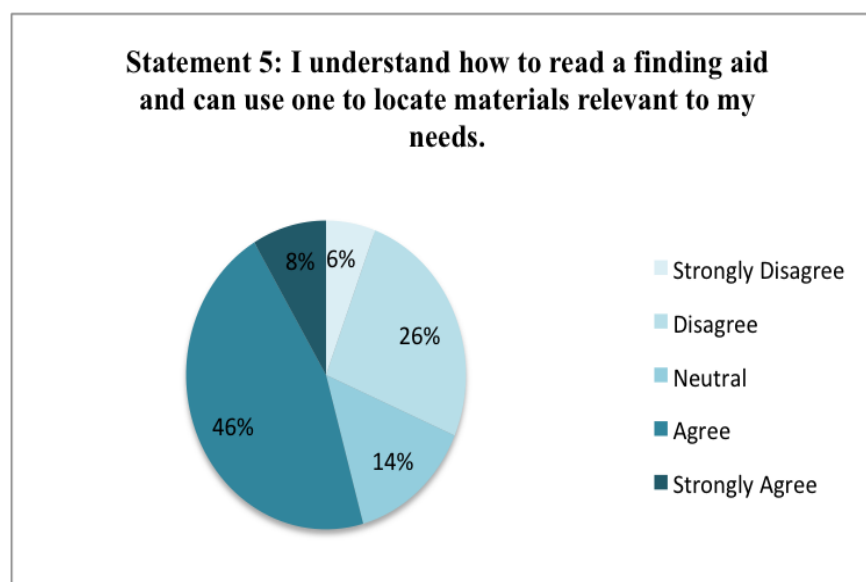 Statement 5: I understand how to read a finding aid
and can use one to locate materials relevant to my
needs.
8%
6%
26%
46%
14%
Strongly Disagree
Disagree
Neutral
Agree
Strongly Agree